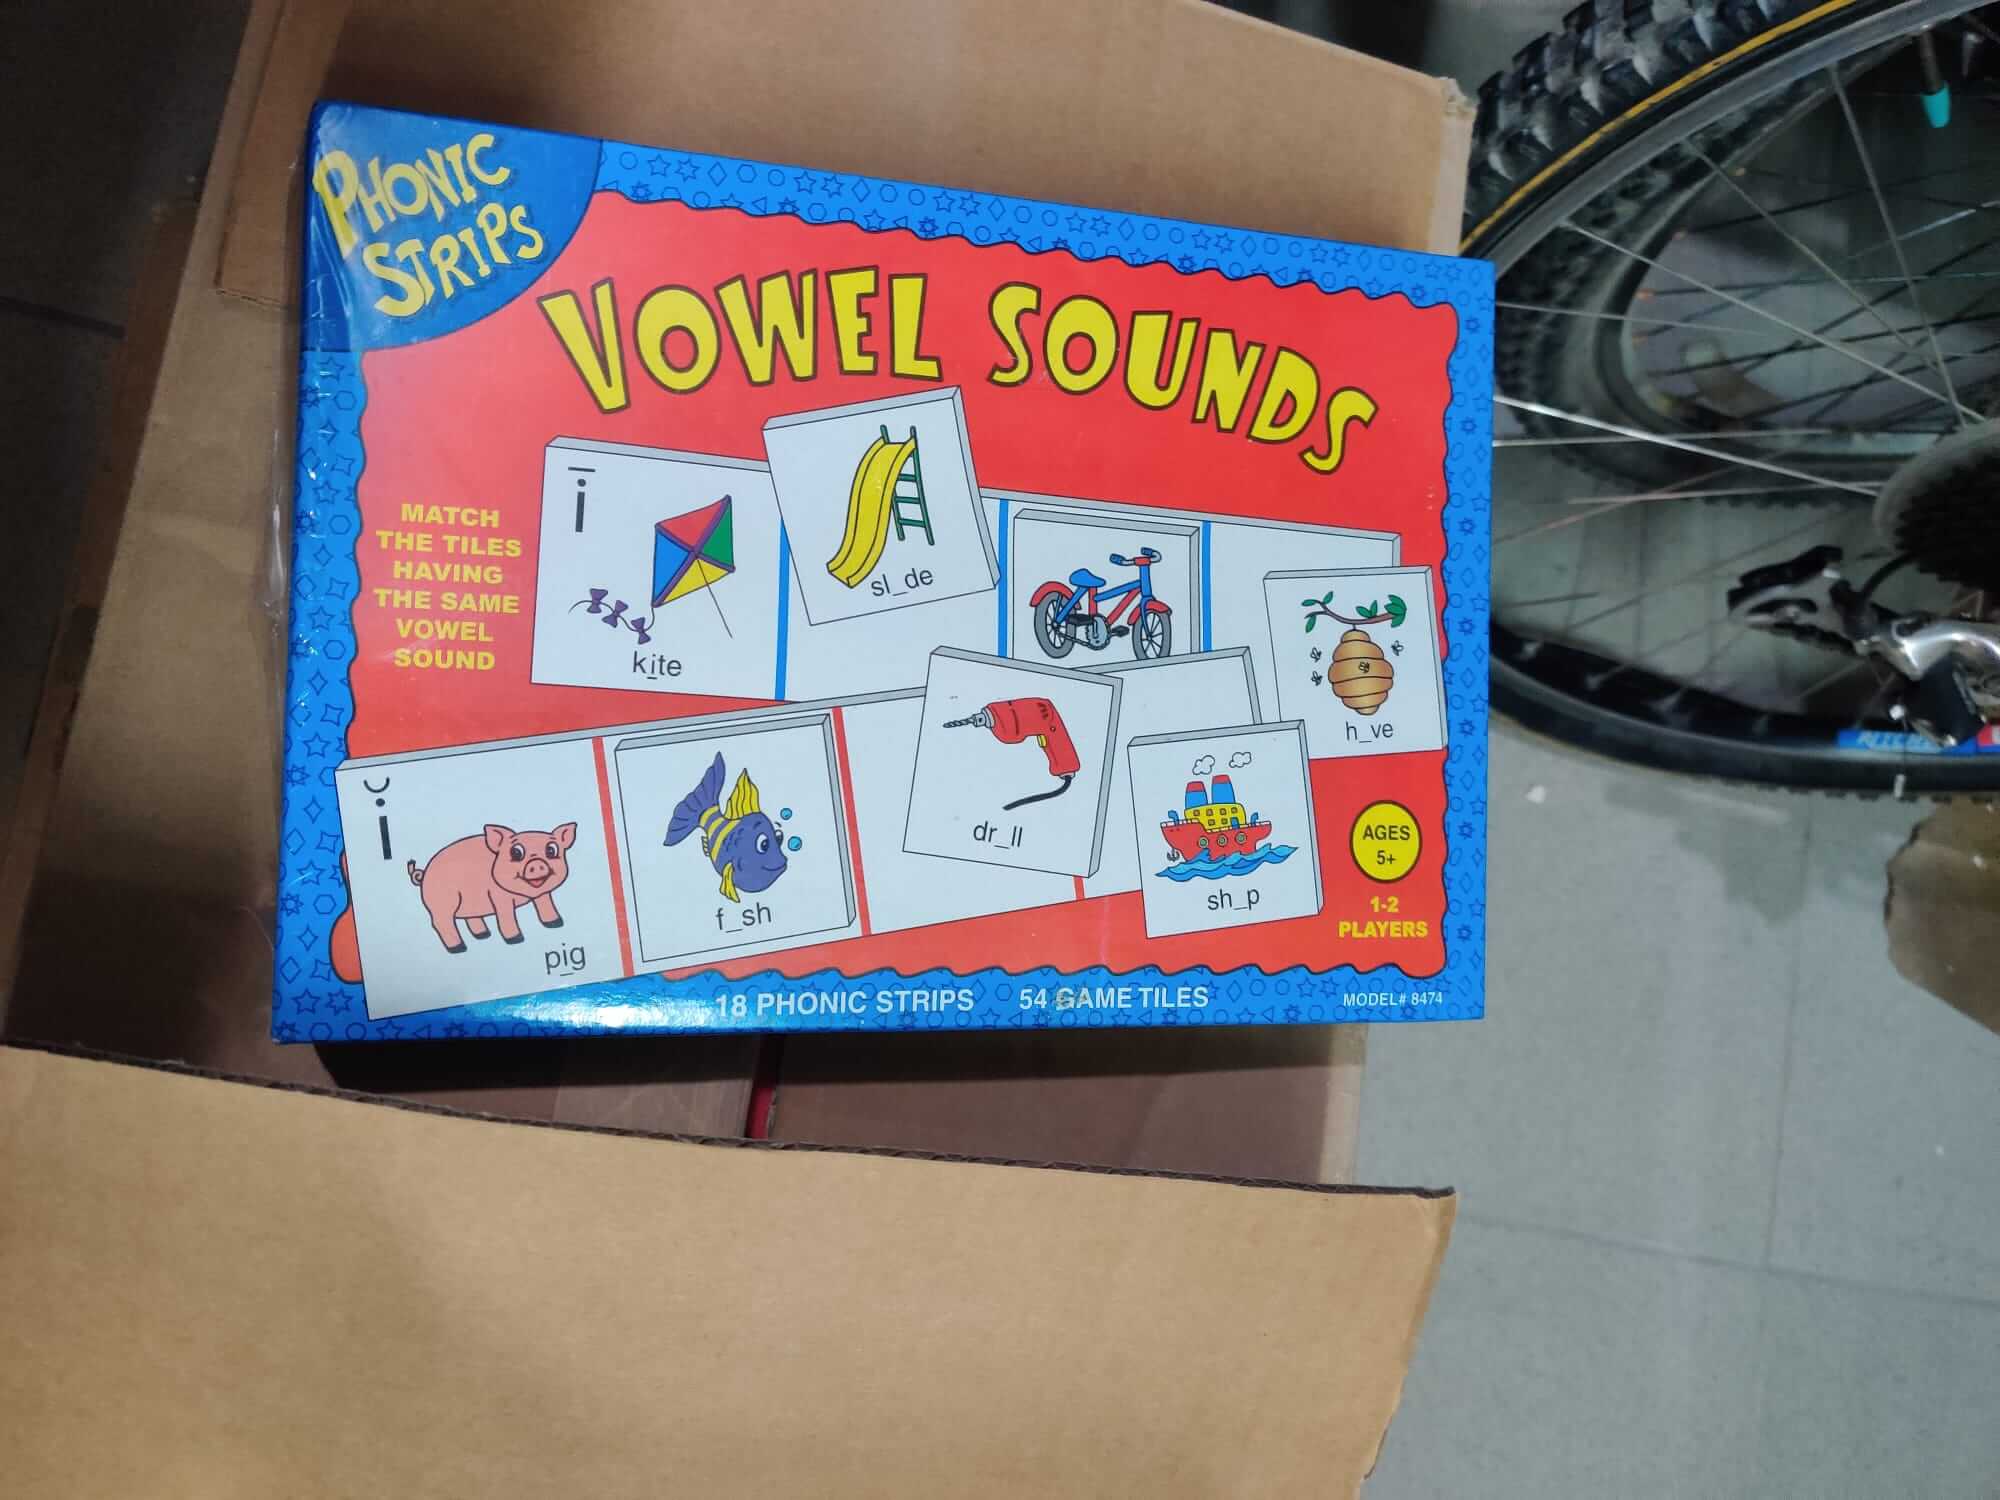 PHONIC
STRIPS
VOWEL SOUNDS
MATCH
THE TILES
HAVING
THE SAME
VOWEL
SOUND
ī
kite
sl_de
h_ve
ĭ
pig
f_sh
dr_ll
sh_p
AGES
5+
1-2
PLAYERS
18 PHONIC STRIPS 54 GAME TILES
MODEL# 8474